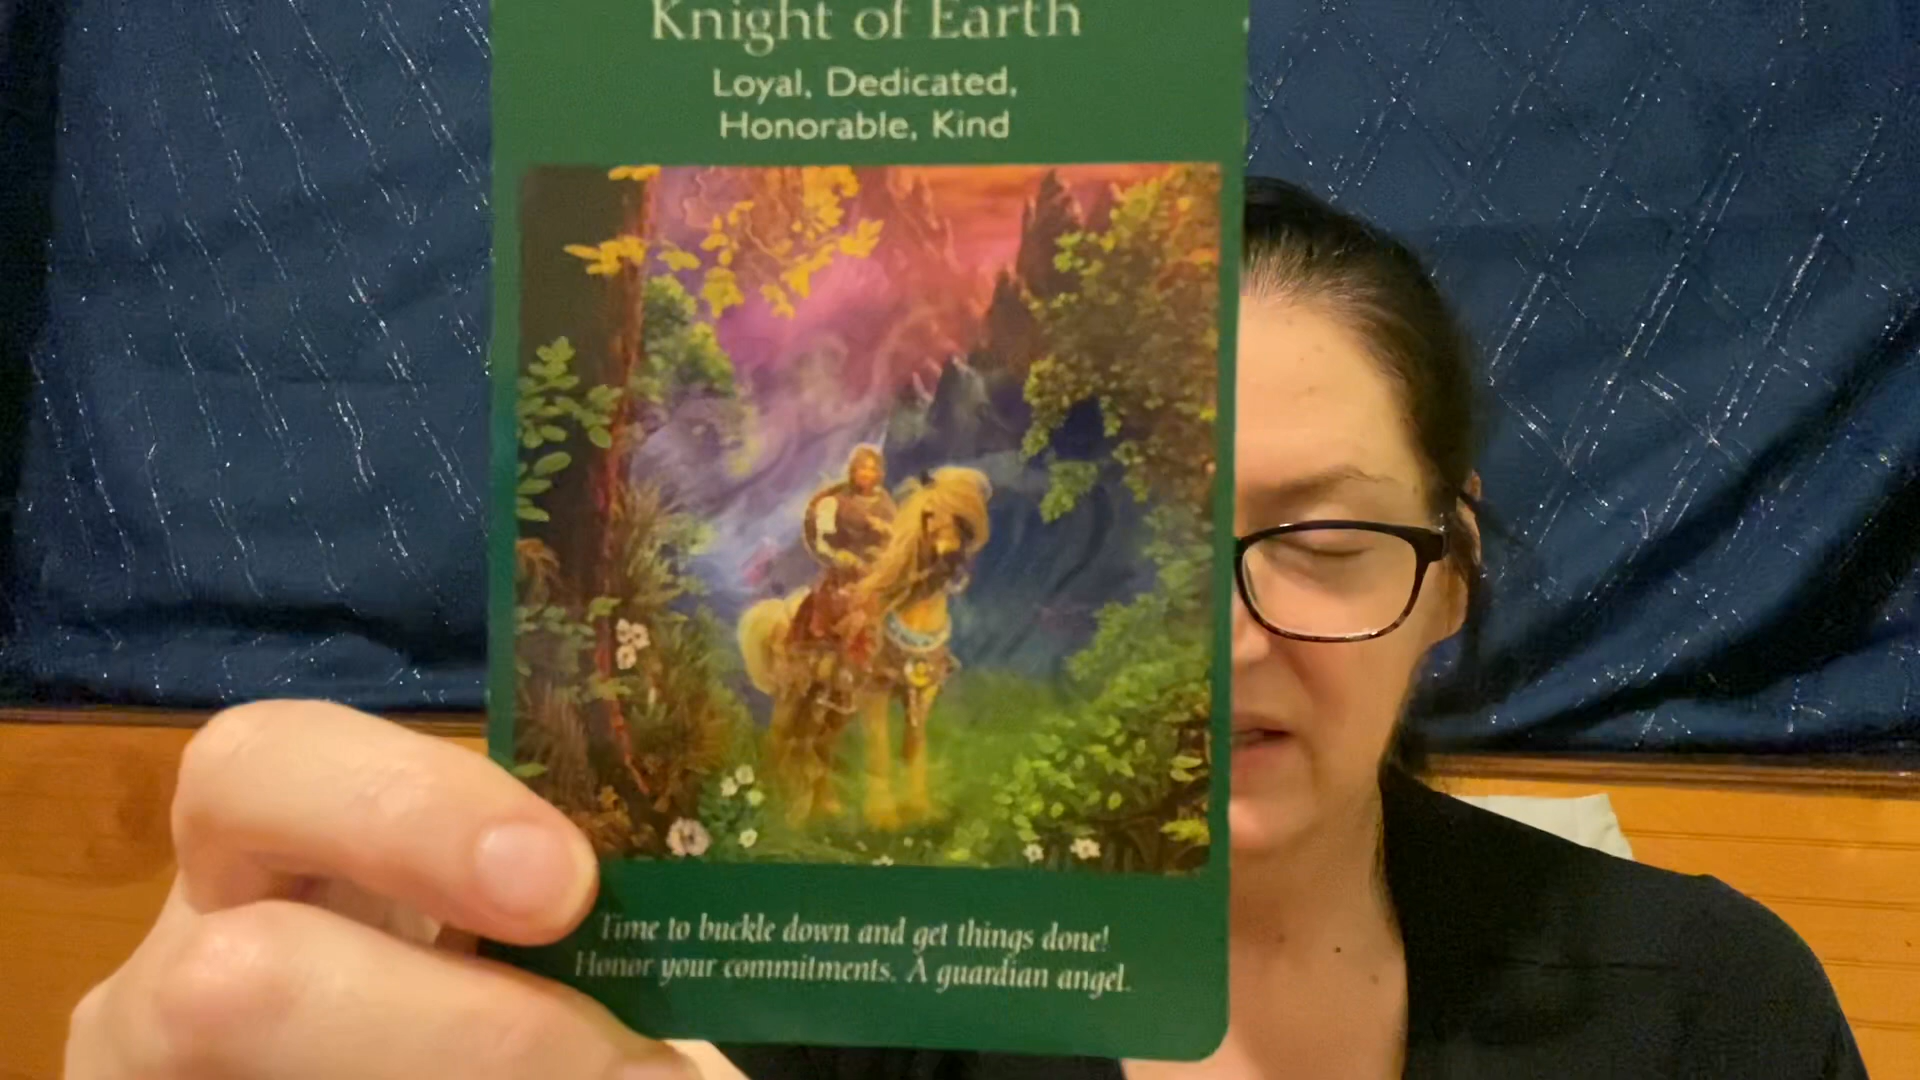 Knight of Earth
Loyal, Dedicated,
Honorable, Kind
Time to buckle down and get things done!
Honor your commitments. A guardian angel.